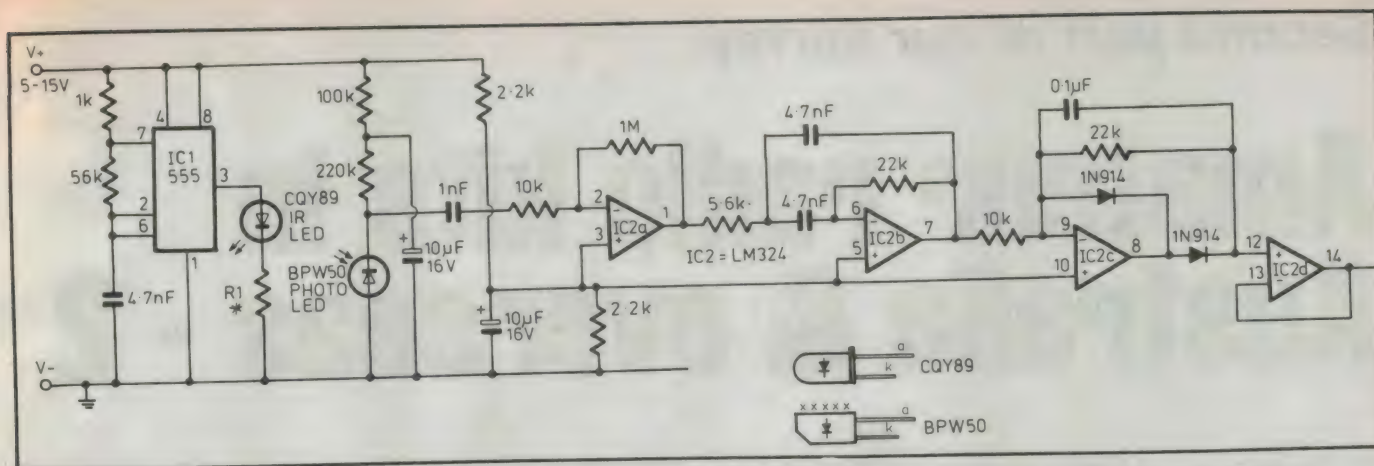 V+
5-15V
1k
7
4
8
IC1
555
3
56k
2
6
1
4·7nF
CQY89
IR
LED
R1
*
100k
220k
BPW50
PHOTO
LED
+
10µF
16V
1nF
10k
2·2k
+
10µF
16V
2·2k
1M
2
−
IC2a
3
+
1
5·6k
4·7nF
4·7nF
22k
6
−
IC2b
5
+
7
IC2 = LM324
10k
0·1µF
22k
1N914
9
−
IC2c
10
+
8
1N914
12
+
IC2d
13
−
14
V−
a
k
CQY89
x x x x x
a
k
BPW50